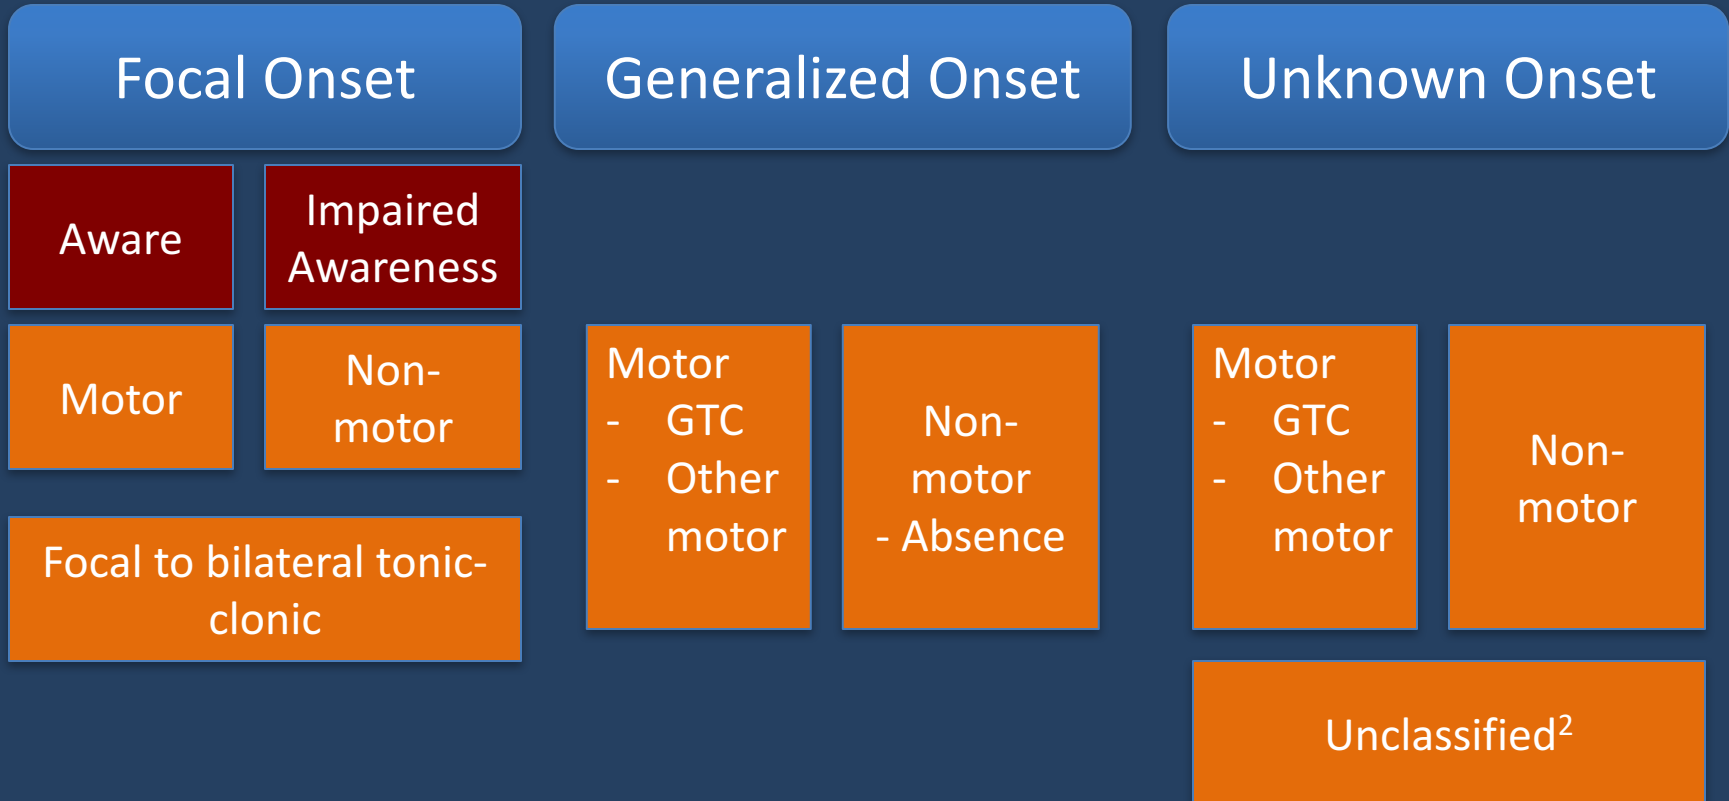 Focal Onset
Generalized Onset
Unknown Onset
Aware
Impaired
Awareness
Motor
Non-
motor
Focal to bilateral tonic-
clonic
Motor
- GTC
- Other
motor
Non-
motor
- Absence
Motor
- GTC
- Other
motor
Non-
motor
Unclassified²